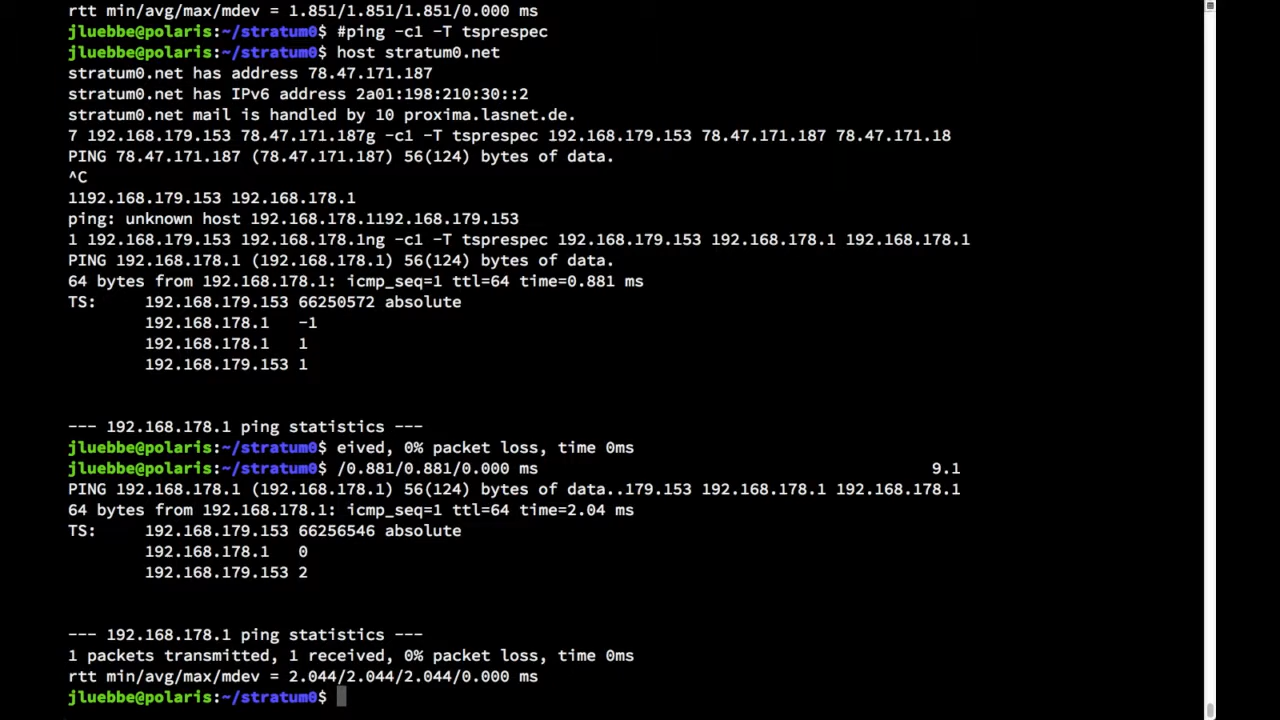 rtt min/avg/max/mdev = 1.851/1.851/1.851/0.000 ms
jluebbe@polaris:~/stratum0$ #ping -c1 -T tsprespec
jluebbe@polaris:~/stratum0$ host stratum0.net
stratum0.net has address 78.47.171.187
stratum0.net has IPv6 address 2a01:198:210:30::2
stratum0.net mail is handled by 10 proxima.lasnet.de.
7 192.168.179.153 78.47.171.187g -c1 -T tsprespec 192.168.179.153 78.47.171.187 78.47.171.18
PING 78.47.171.187 (78.47.171.187) 56(124) bytes of data.
^C
1192.168.179.153 192.168.178.1
ping: unknown host 192.168.178.1192.168.179.153
1 192.168.179.153 192.168.178.1ng -c1 -T tsprespec 192.168.179.153 192.168.178.1 192.168.178.1
PING 192.168.178.1 (192.168.178.1) 56(124) bytes of data.
64 bytes from 192.168.178.1: icmp_seq=1 ttl=64 time=0.881 ms
TS:     192.168.179.153 66250572 absolute
        192.168.178.1   -1
        192.168.178.1   1
        192.168.179.153 1
--- 192.168.178.1 ping statistics ---
jluebbe@polaris:~/stratum0$ eived, 0% packet loss, time 0ms
jluebbe@polaris:~/stratum0$ /0.881/0.881/0.000 ms                                         9.1
PING 192.168.178.1 (192.168.178.1) 56(124) bytes of data..179.153 192.168.178.1 192.168.178.1
64 bytes from 192.168.178.1: icmp_seq=1 ttl=64 time=2.04 ms
TS:     192.168.179.153 66256546 absolute
        192.168.178.1   0
        192.168.179.153 2
--- 192.168.178.1 ping statistics ---
1 packets transmitted, 1 received, 0% packet loss, time 0ms
rtt min/avg/max/mdev = 2.044/2.044/2.044/0.000 ms
jluebbe@polaris:~/stratum0$